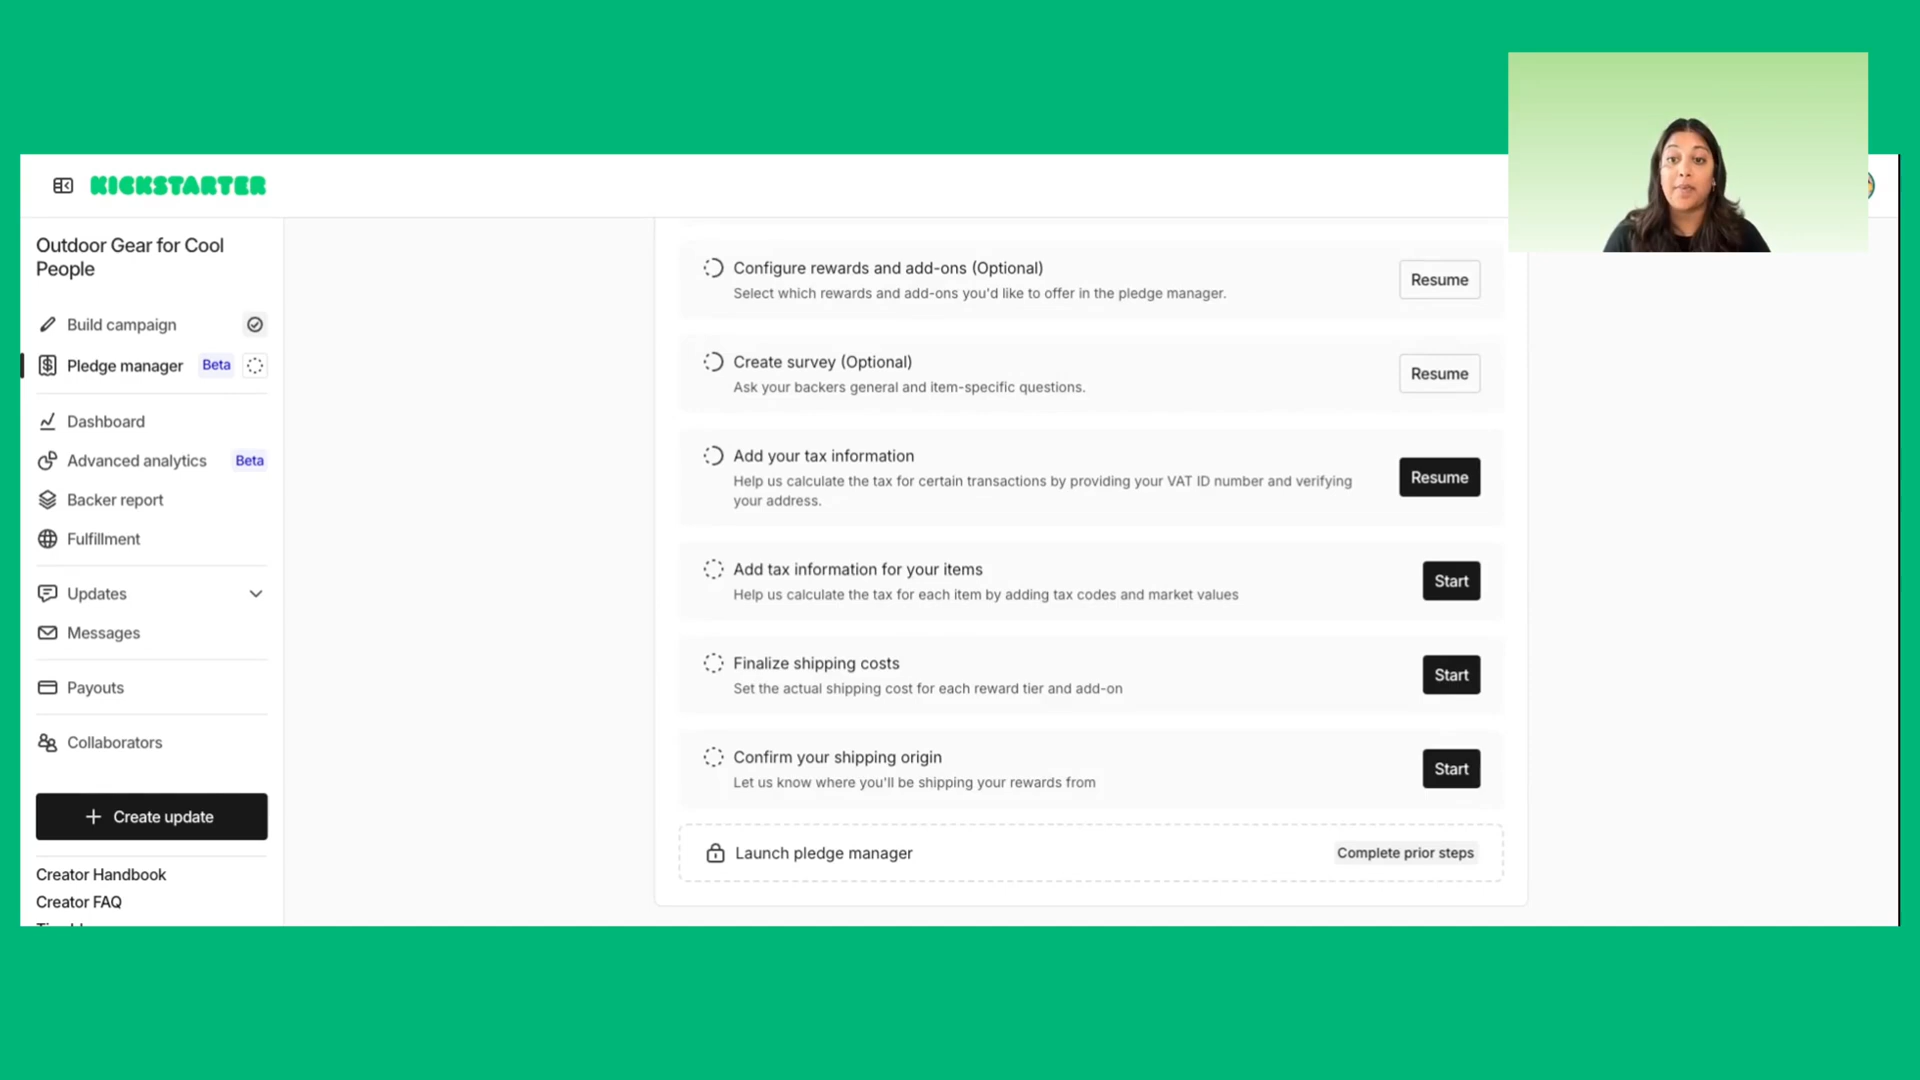 KICKSTARTER
Outdoor Gear for Cool
People
Build campaign
Pledge manager Beta
Dashboard
Advanced analytics Beta
Backer report
Fulfillment
Updates
Messages
Payouts
Collaborators
+ Create update
Creator Handbook
Creator FAQ
Configure rewards and add-ons (Optional)
Select which rewards and add-ons you'd like to offer in the pledge manager.
Resume
Create survey (Optional)
Ask your backers general and item-specific questions.
Resume
Add your tax information
Help us calculate the tax for certain transactions by providing your VAT ID number and verifying
your address.
Resume
Add tax information for your items
Help us calculate the tax for each item by adding tax codes and market values
Start
Finalize shipping costs
Set the actual shipping cost for each reward tier and add-on
Start
Confirm your shipping origin
Let us know where you'll be shipping your rewards from
Start
Launch pledge manager
Complete prior steps